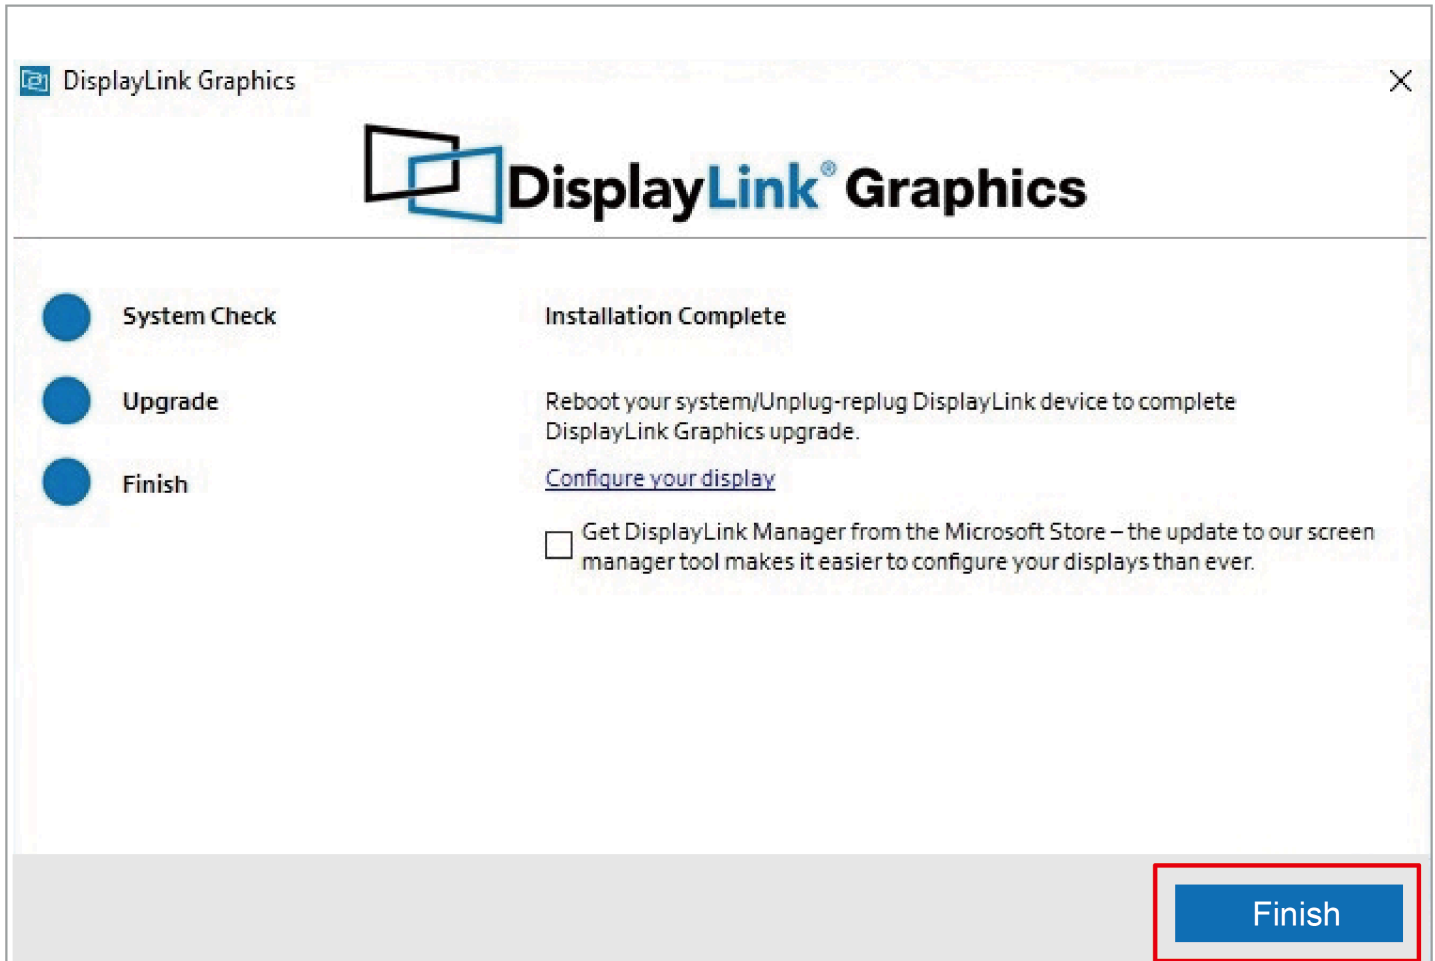 DisplayLink Graphics
DisplayLink® Graphics
System Check
Upgrade
Finish
Installation Complete
Reboot your system/Unplug-replug DisplayLink device to complete
DisplayLink Graphics upgrade.
Configure your display
Get DisplayLink Manager from the Microsoft Store – the update to our screen
manager tool makes it easier to configure your displays than ever.
Finish